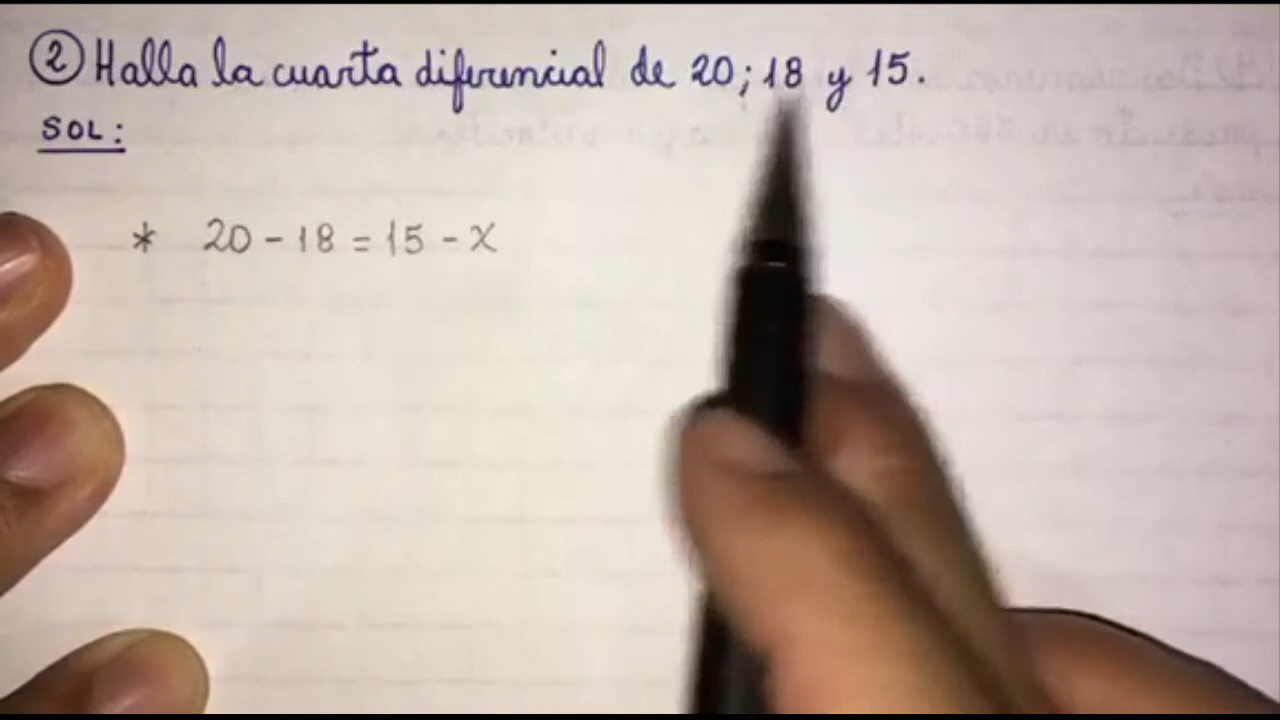 ② Halla la cuarta diferencial de 20; 18 y 15.
SOL:
* 20 - 18 = 15 - x